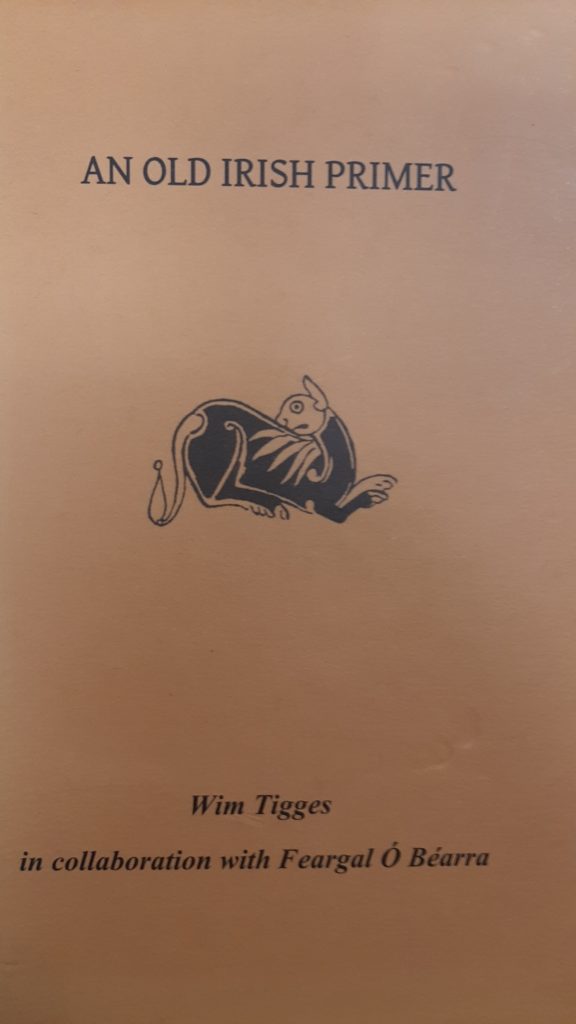 AN OLD IRISH PRIMER
Wim Tigges
in collaboration with Feargal Ó Béarra